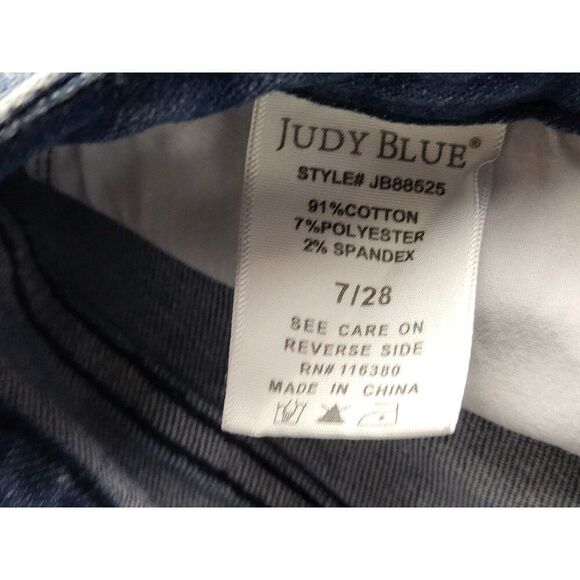 JUDY BLUE®
STYLE# JB88525
91%COTTON
7%POLYESTER
2% SPANDEX
7/28
SEE CARE ON
REVERSE SIDE
RN# 116380
MADE IN CHINA